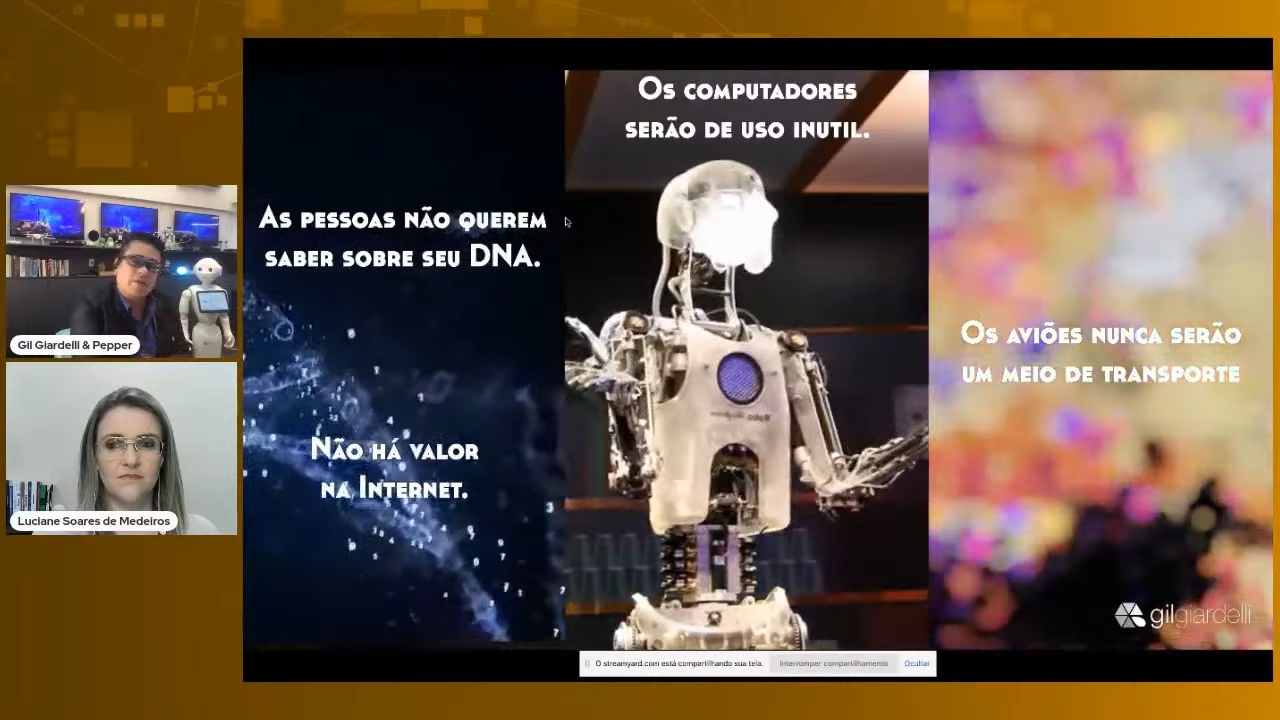 Gil Giardelli & Pepper
Luciane Soares de Medeiros
As pessoas não querem
saber sobre seu DNA.
Não há valor
na Internet.
Os computadores
serão de uso inutil.
Os aviões nunca serão
um meio de transporte
gilgiardelli
O streamyard.com está compartilhando sua tela.
Interromper compartilhamento
Ocultar